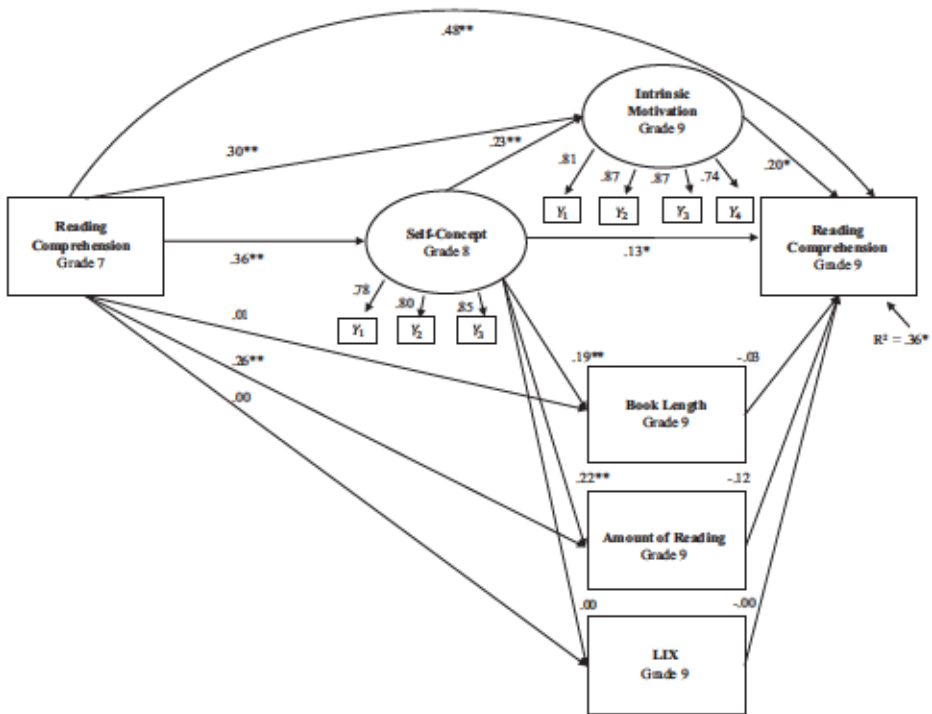 .48**
Intrinsic
Motivation
Grade 9
.30**
.23**
.81
.87
.87
.74
.20*
Y₁
Y₂
Y₃
Y₄
Reading
Comprehension
Grade 7
Self-Concept
Grade 8
Reading
Comprehension
Grade 9
.36**
.13*
.78
.80
.85
Y₁
Y₂
Y₃
.01
R² = .36*
.26**
.19**
-.03
.00
Book Length
Grade 9
.22**
-.12
Amount of Reading
Grade 9
.00
-.00
LIX
Grade 9